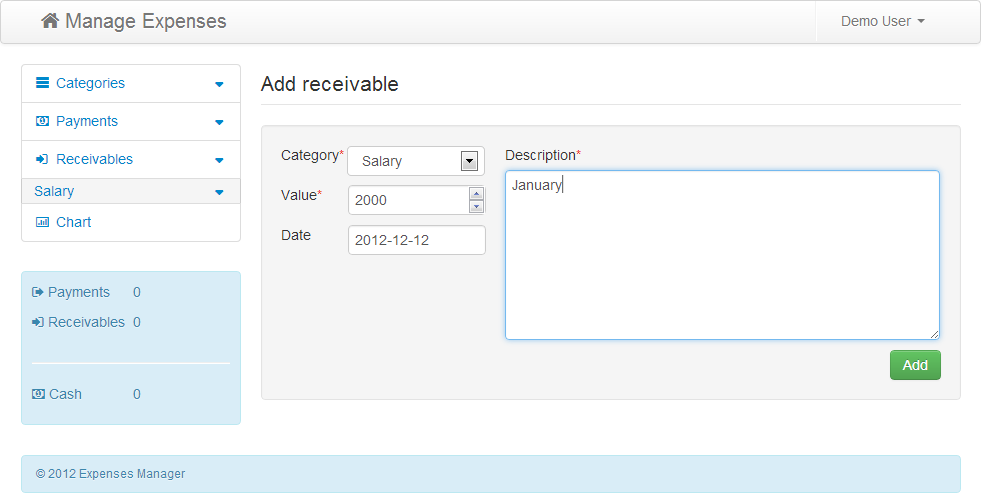 Manage Expenses
Demo User
Categories
Payments
Receivables
Salary
Chart
Payments 0
Receivables 0
Cash 0
Add receivable
Category* Salary
Value* 2000
Date 2012-12-12
Description*
January
Add
© 2012 Expenses Manager